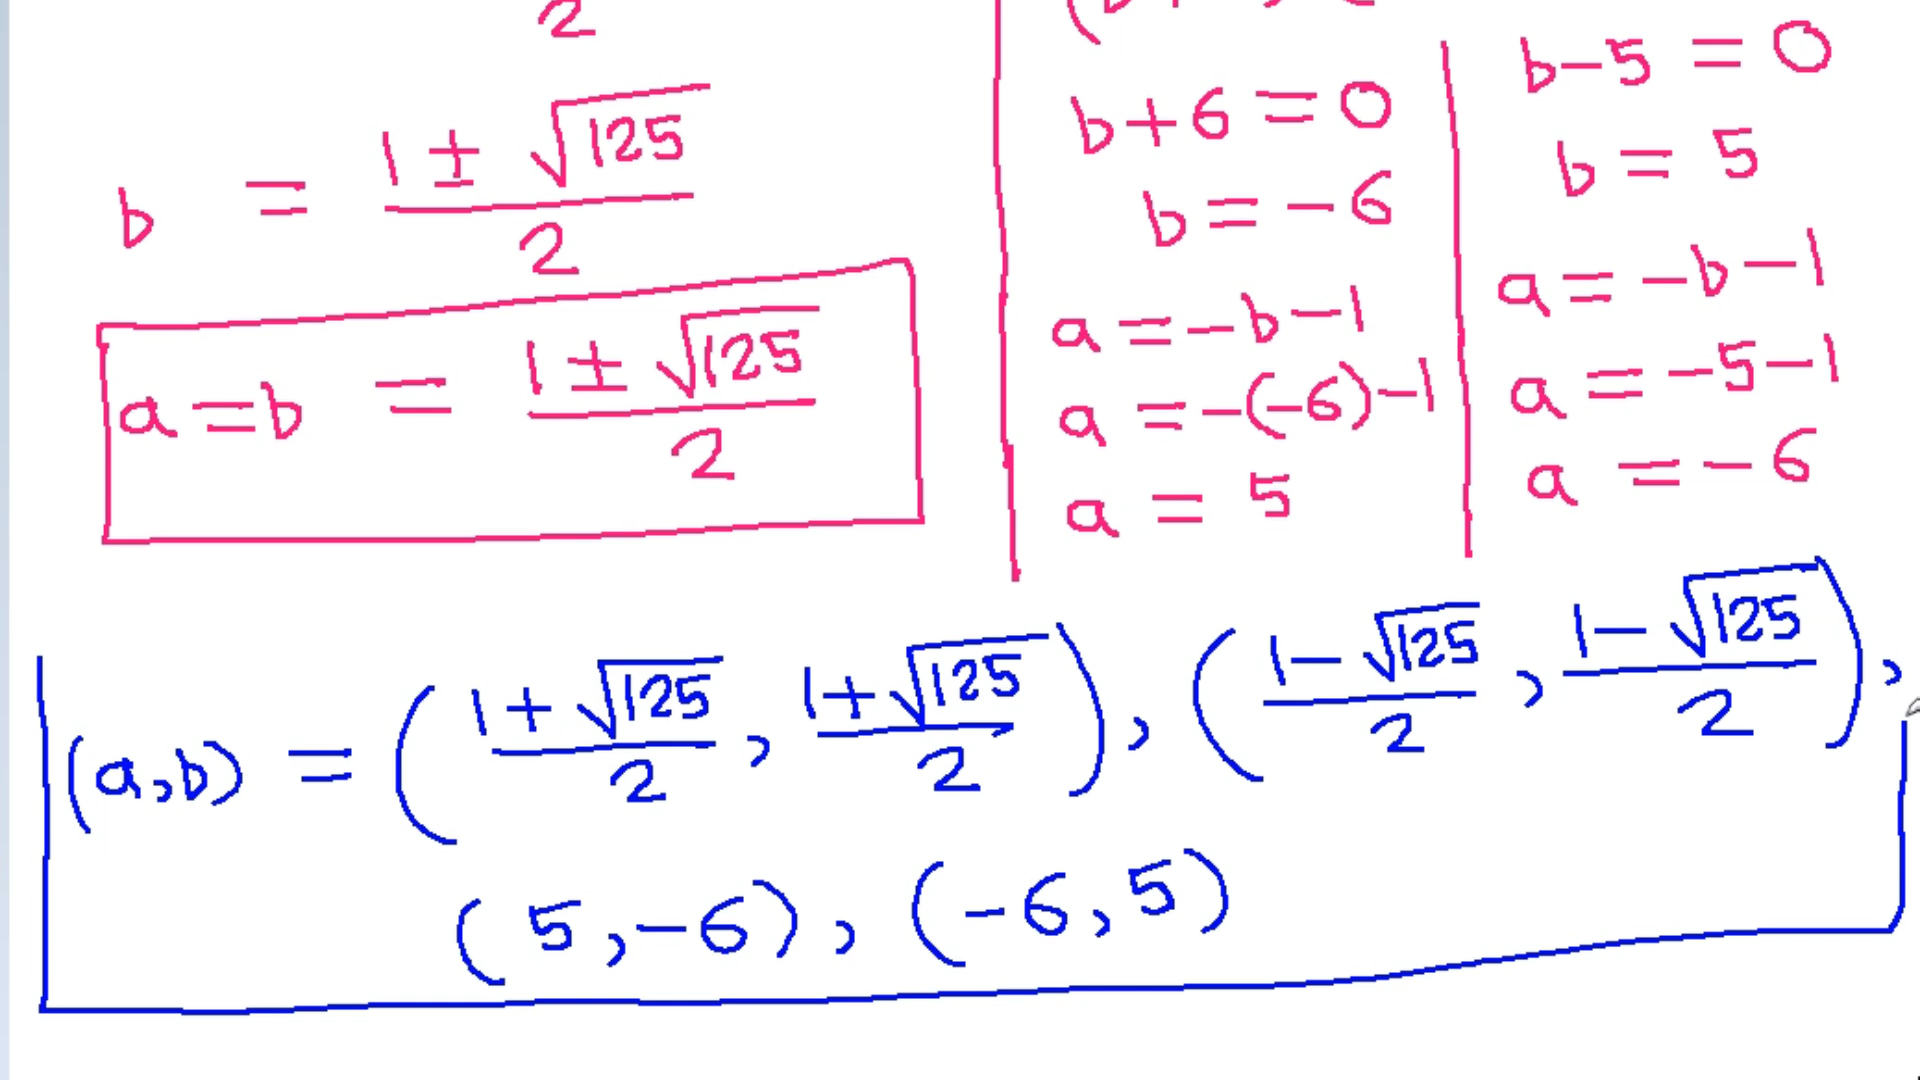 2
b = (1 ± √125)/2
a = b = (1 ± √125)/2
b + 6 = 0
b = -6
a = -b - 1
a = -(-6) - 1
a = 5
b - 5 = 0
b = 5
a = -b - 1
a = -5 - 1
a = -6
(a,b) = ((1 + √125)/2, (1 + √125)/2), ((1 - √125)/2, (1 - √125)/2),
(5, -6), (-6, 5)